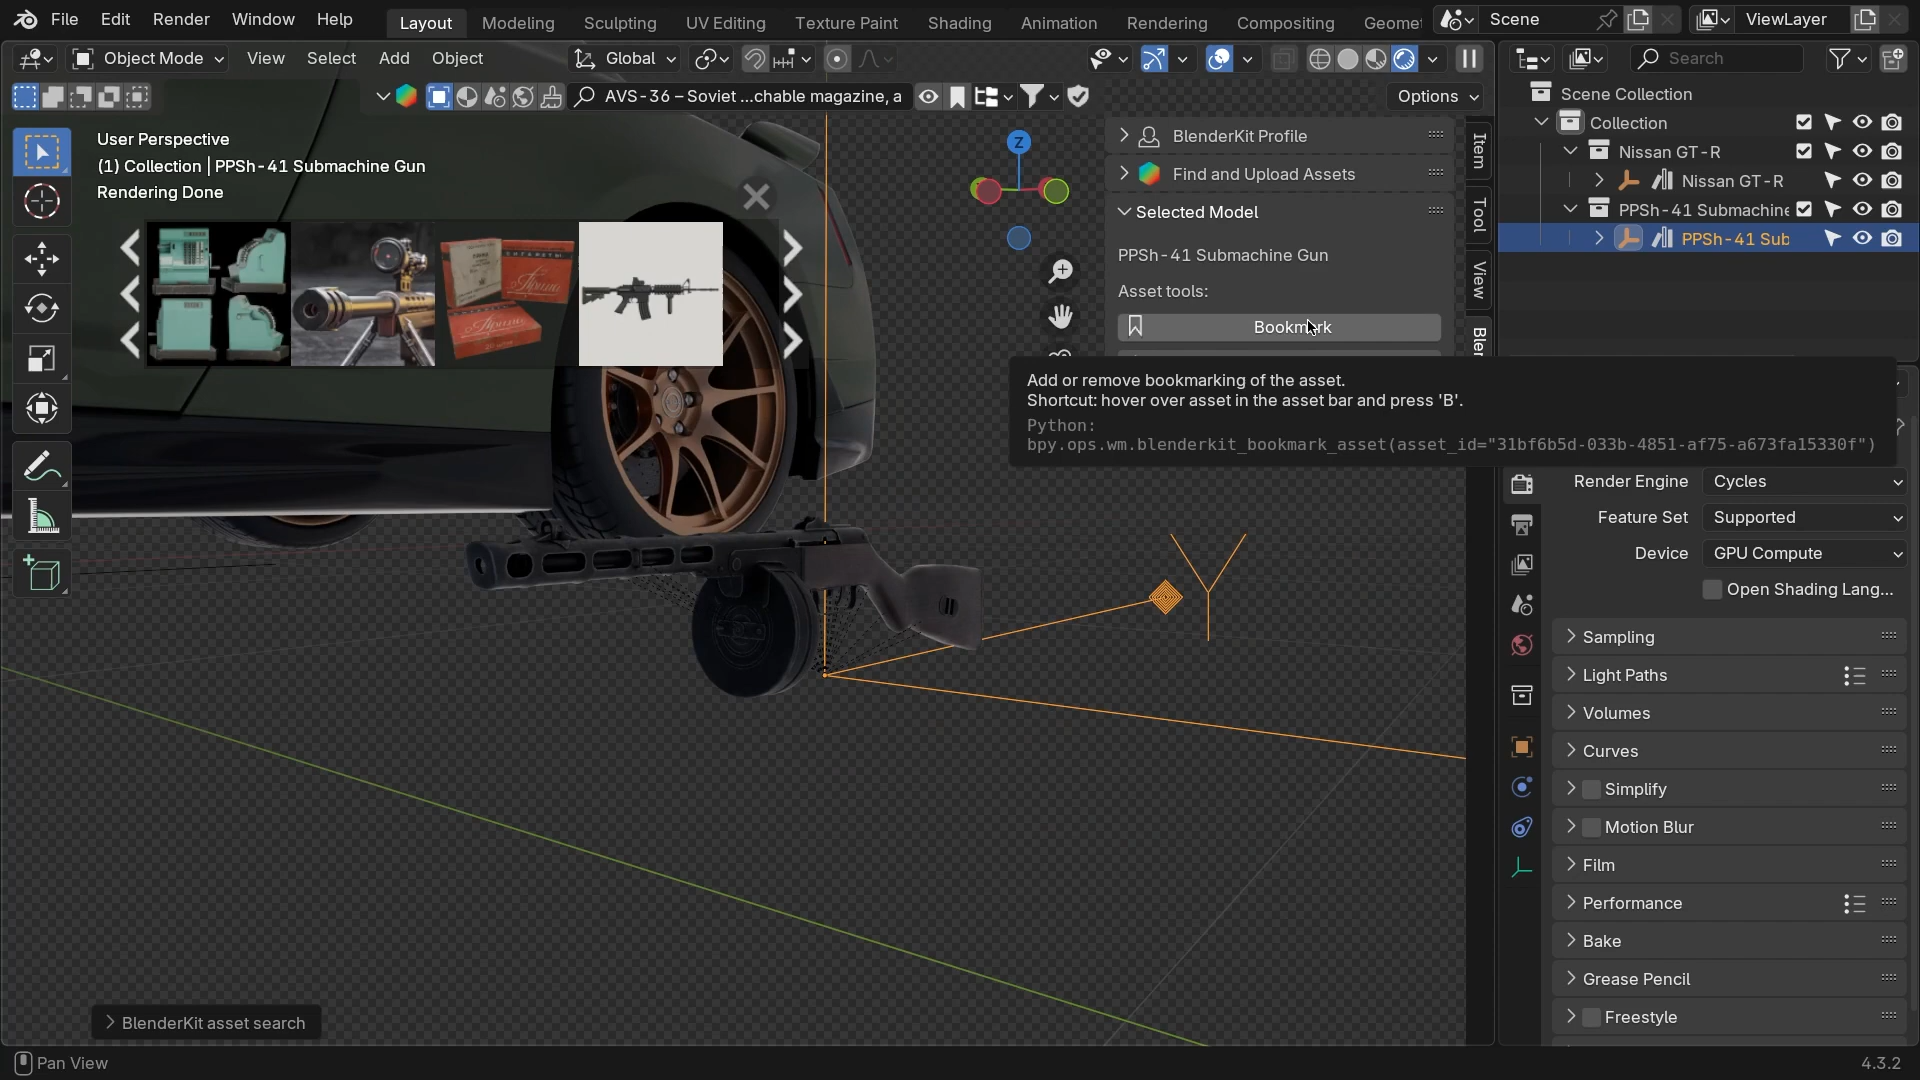 File Edit Render Window Help Layout Modeling Sculpting UV Editing Texture Paint Shading Animation Rendering Compositing Geomet Scene ViewLayer
Object Mode View Select Add Object Global Search
AVS-36 – Soviet ...chable magazine, a Options
Scene Collection
Collection
Nissan GT-R
Nissan GT-R
PPSh-41 Submachine
PPSh-41 Sub
User Perspective
(1) Collection | PPSh-41 Submachine Gun
Rendering Done
Z
BlenderKit Profile
Find and Upload Assets
Selected Model
PPSh-41 Submachine Gun
Asset tools:
Bookmark
Item
Tool
View
Blen
Add or remove bookmarking of the asset.
Shortcut: hover over asset in the asset bar and press 'B'.
Python:
bpy.ops.wm.blenderkit_bookmark_asset(asset_id="31bf6b5d-033b-4851-af75-a673fa15330f")
Render Engine Cycles
Feature Set Supported
Device GPU Compute
Open Shading Lang...
Sampling
Light Paths
Volumes
Curves
Simplify
Motion Blur
Film
Performance
Bake
Grease Pencil
Freestyle
BlenderKit asset search
Pan View
4.3.2